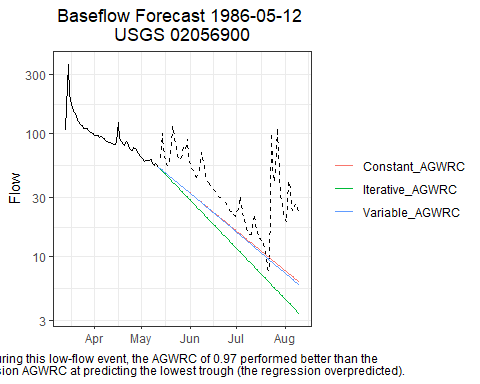 Baseflow Forecast 1986-05-12
USGS 02056900
300
100
30
10
3
Flow
Apr
May
Jun
Jul
Aug
Constant_AGWRC
Iterative_AGWRC
Variable_AGWRC
this low-flow event, the AGWRC of 0.97 performed better than the
AGWRC at predicting the lowest trough (the regression overpredicted).